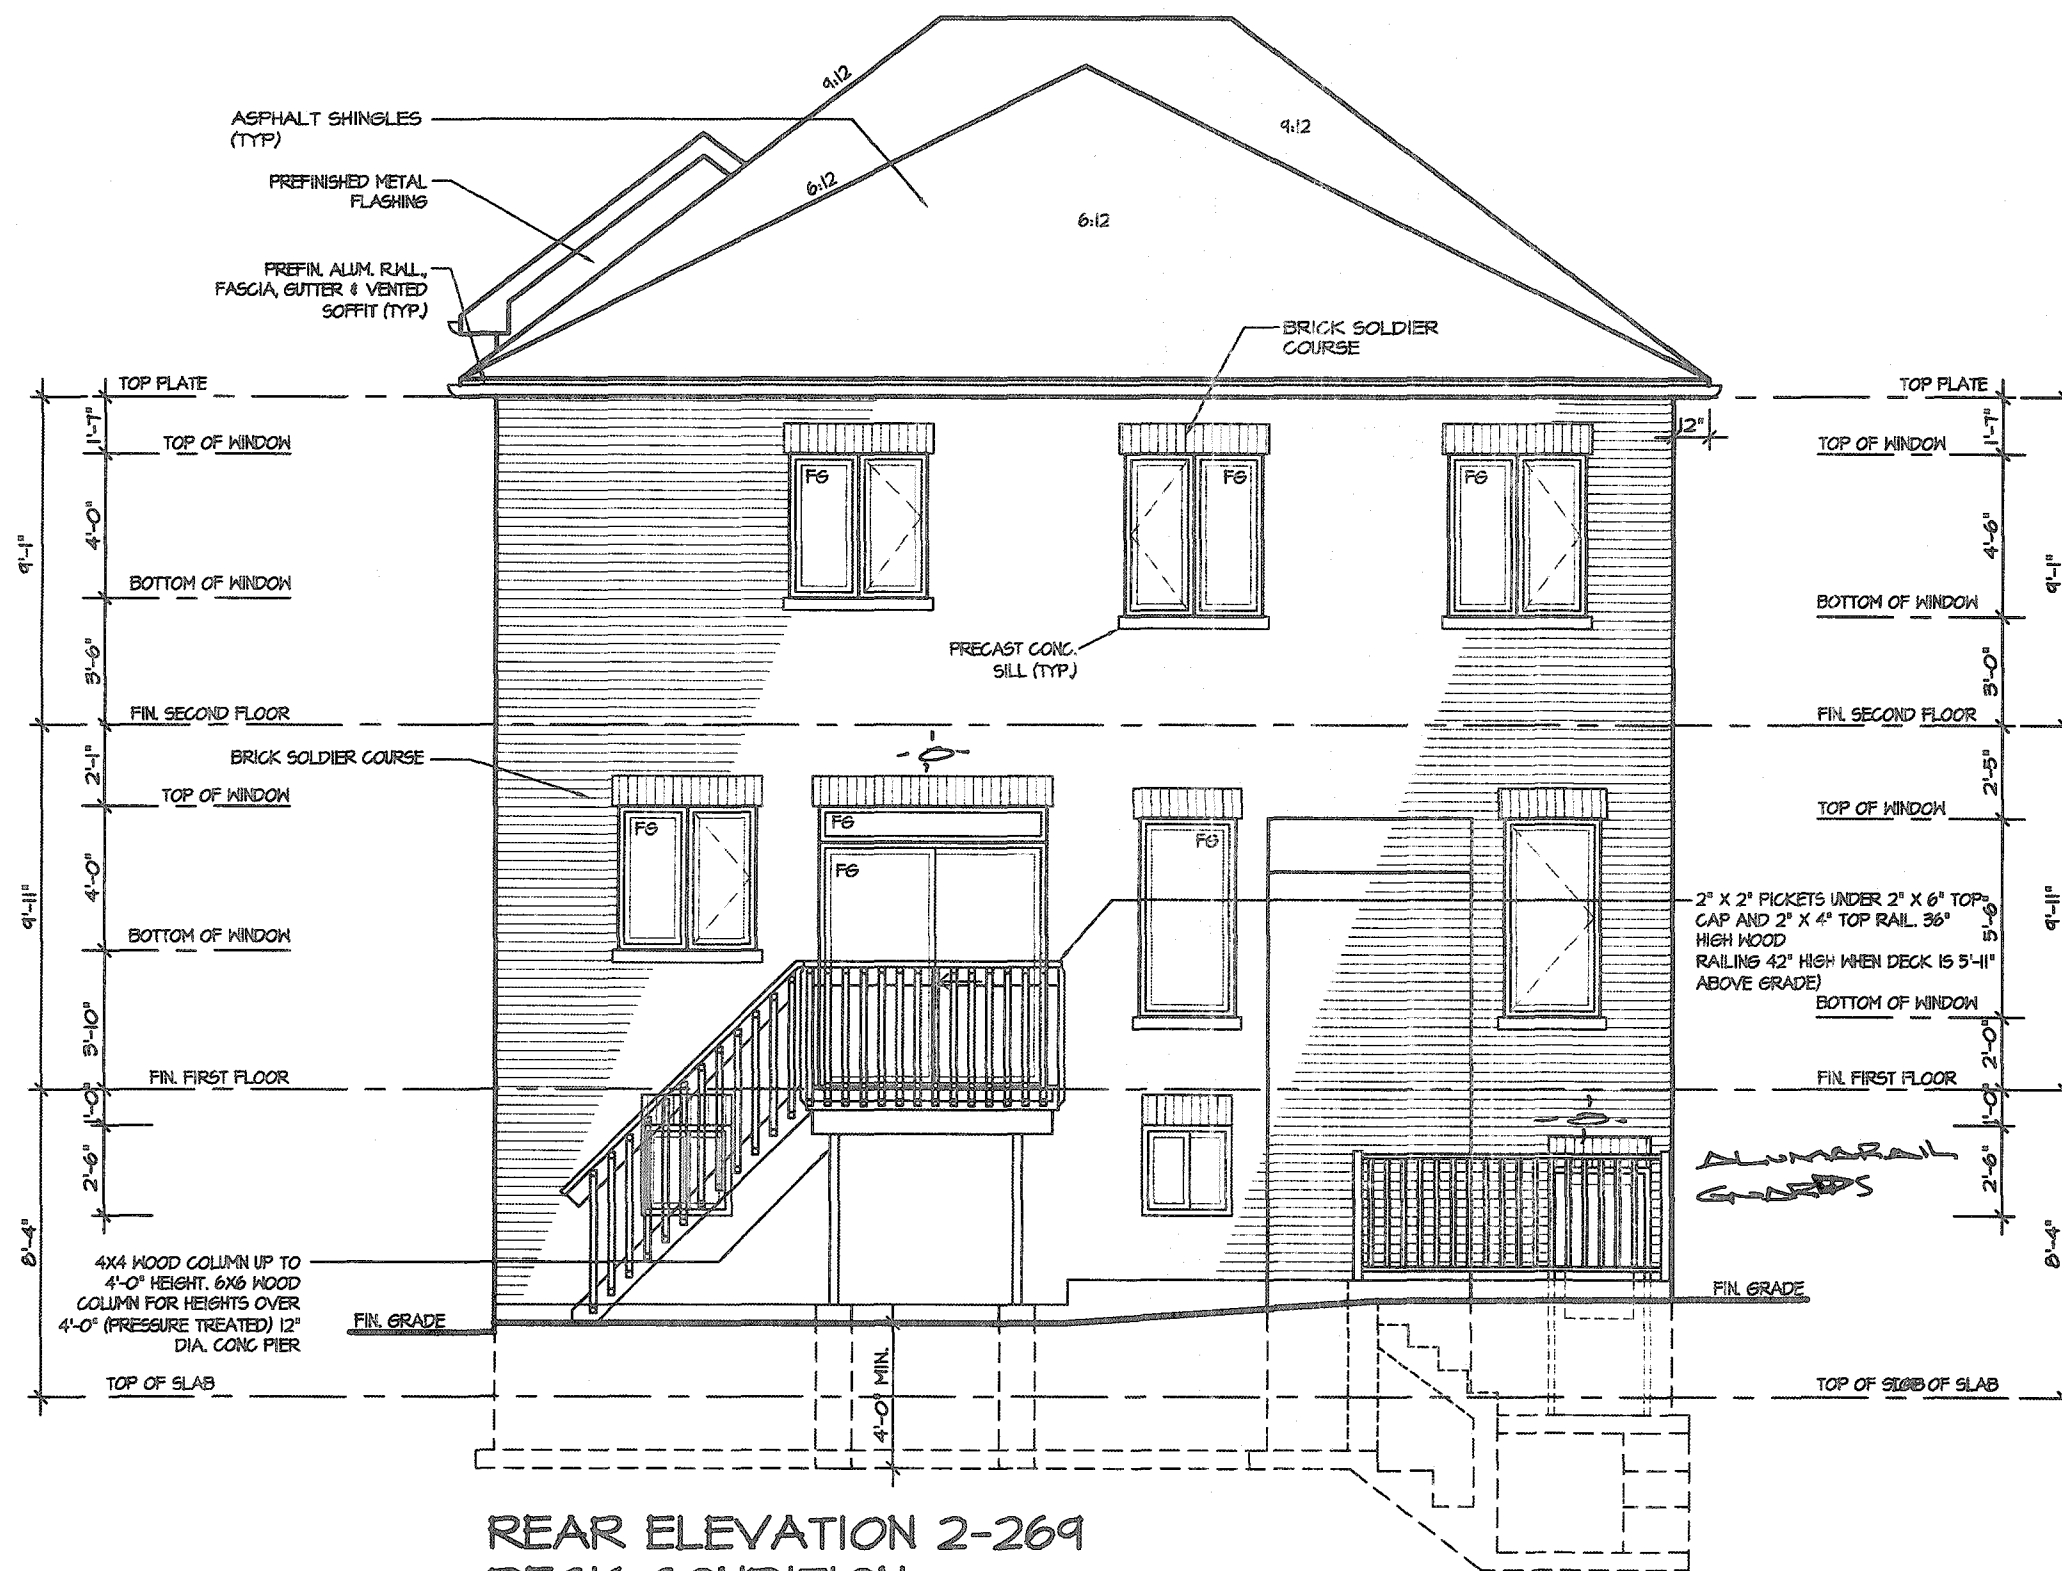 9:12
ASPHALT SHINGLES
(TYP)
9:12
PREFINISHED METAL
FLASHING
6:12
6:12
PREFIN. ALUM. R.W.L.,
FASCIA, GUTTER & VENTED
SOFFIT (TYP.)
BRICK SOLDIER
COURSE
TOP PLATE
TOP PLATE
1'-7"
12"
1'-7"
TOP OF WINDOW
TOP OF WINDOW
FG
FG
FG
4'-0"
4'-6"
9'-1"
9'-1"
BOTTOM OF WINDOW
BOTTOM OF WINDOW
3'-6"
PRECAST CONC.
SILL (TYP.)
3'-0"
FIN. SECOND FLOOR
FIN. SECOND FLOOR
2'-1"
BRICK SOLDIER COURSE
2'-5"
TOP OF WINDOW
TOP OF WINDOW
FG
FG
FG
FG
4'-0"
9'-11"
2" X 2" PICKETS UNDER 2" X 6" TOP
CAP AND 2" X 4" TOP RAIL. 36"
HIGH WOOD
RAILING 42" HIGH WHEN DECK IS 5'-11"
ABOVE GRADE)
5'-6"
9'-11"
BOTTOM OF WINDOW
BOTTOM OF WINDOW
3'-10"
2'-0"
FIN. FIRST FLOOR
FIN. FIRST FLOOR
1'-0"
1'-0"
2'-6"
ALUMARAIL
GUARDS
2'-6"
8'-4"
8'-4"
4X4 WOOD COLUMN UP TO
4'-0" HEIGHT. 6X6 WOOD
COLUMN FOR HEIGHTS OVER
4'-0" (PRESSURE TREATED) 12"
DIA. CONC PIER
FIN. GRADE
FIN. GRADE
TOP OF SLAB
4'-0" MIN.
TOP OF SLAB OF SLAB
REAR ELEVATION 2-269
DECK CONDITION